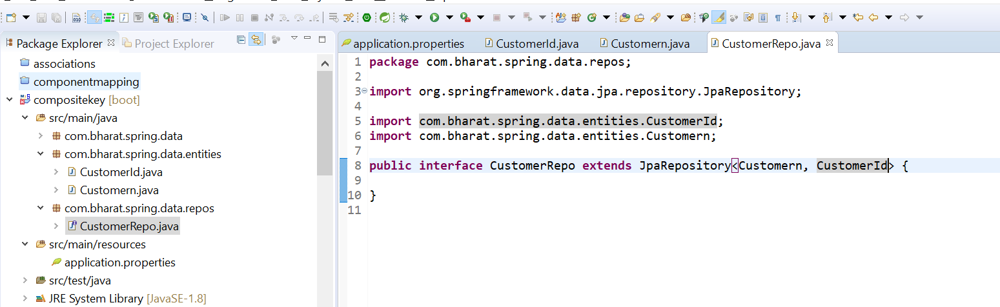 Package Explorer
Project Explorer
associations
componentmapping
compositekey [boot]
src/main/java
com.bharat.spring.data
com.bharat.spring.data.entities
CustomerId.java
Customern.java
com.bharat.spring.data.repos
CustomerRepo.java
src/main/resources
application.properties
src/test/java
JRE System Library [JavaSE-1.8]
application.properties
CustomerId.java
Customern.java
CustomerRepo.java
1 package com.bharat.spring.data.repos;
2
3 import org.springframework.data.jpa.repository.JpaRepository;
4
5 import com.bharat.spring.data.entities.CustomerId;
6 import com.bharat.spring.data.entities.Customern;
7
8 public interface CustomerRepo extends JpaRepository<Customern, CustomerId> {
9
10 }
11